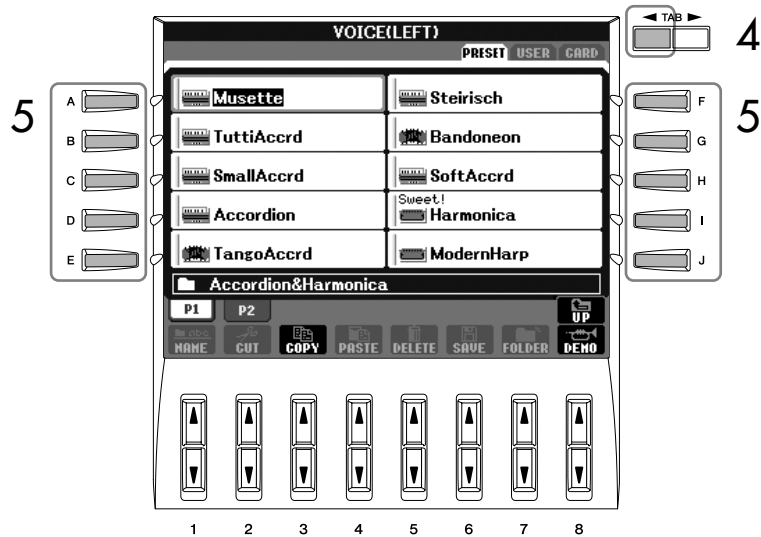 VOICE(LEFT)
PRESET USER CARD
◄ TAB ► 4
5
A Musette Steirisch F
5
B TuttiAccrd Bandoneon G
C SmallAccrd SoftAccrd H
Sweet!
D Accordion Harmonica I
E TangoAccrd ModernHarp J
Accordion&Harmonica
P1 P2 UP
abc
NAME CUT COPY PASTE DELETE SAVE FOLDER DEMO
1 2 3 4 5 6 7 8